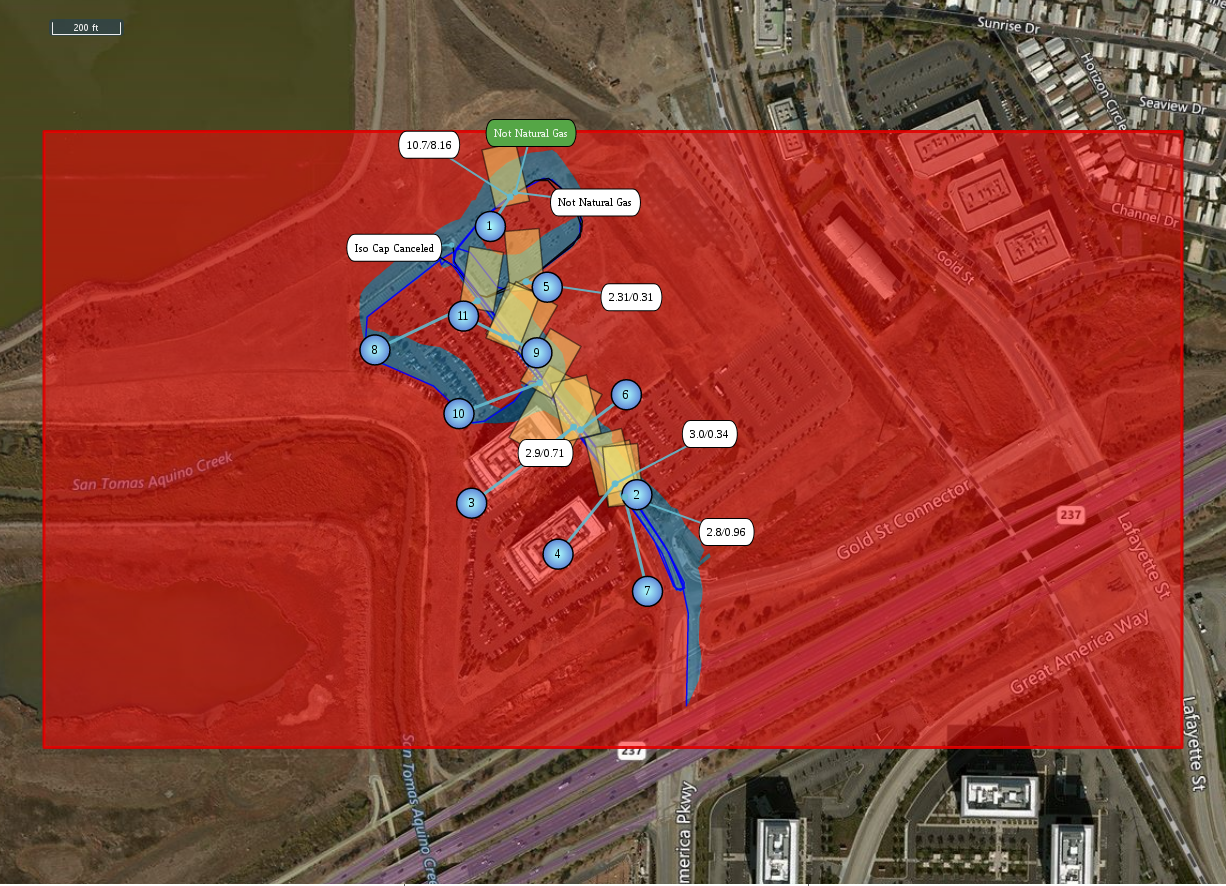 200 ft
Sunrise Dr
Horizon Circle
Seaview Dr
Not Natural Gas
10.7/8.16
Not Natural Gas
Channel Dr
1
Iso Cap Canceled
Gold St
5
2.31/0.31
11
8
9
6
10
3.0/0.34
2.9/0.71
San Tomas Aquino Creek
2
3
Gold St Connector
237
2.8/0.96
Lafayette St
4
7
Great America Way
Lafayette St
237
San Tomas Aquino Cree
merica Pkwy